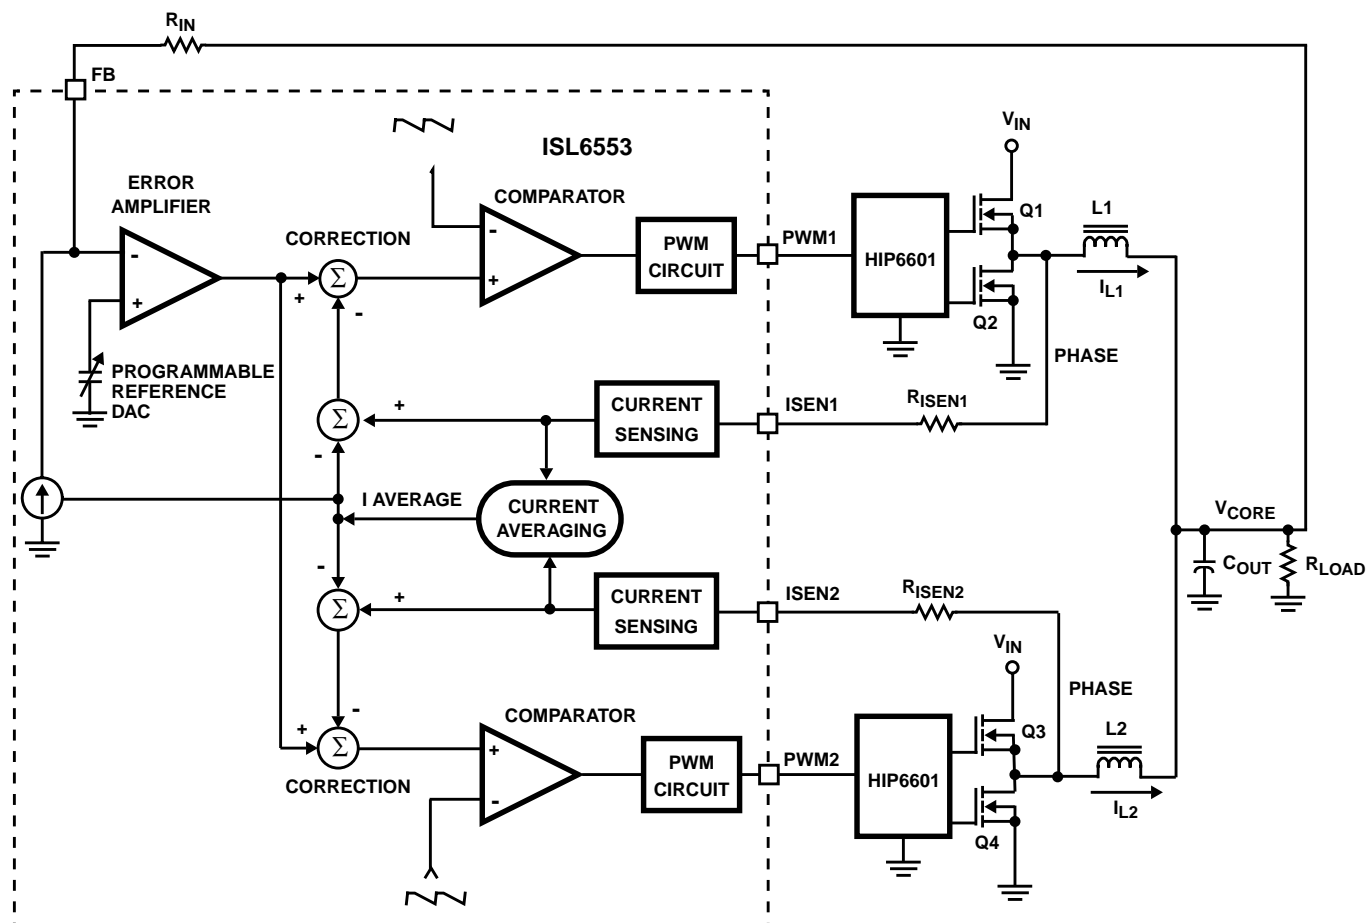 RIN
FB
VIN
ISL6553
ERROR
AMPLIFIER
COMPARATOR
Q1
L1
CORRECTION
PWM
CIRCUIT
PWM1
HIP6601
-
-
+
Σ
+
+
-
IL1
Q2
PROGRAMMABLE
REFERENCE
DAC
PHASE
RISEN1
CURRENT
SENSING
ISEN1
+
Σ
-
I AVERAGE
CURRENT
AVERAGING
VCORE
COUT
RLOAD
-
+
Σ
CURRENT
SENSING
ISEN2
RISEN2
VIN
PHASE
-
COMPARATOR
Q3
L2
+
Σ
+
PWM
CIRCUIT
PWM2
HIP6601
CORRECTION
-
IL2
Q4